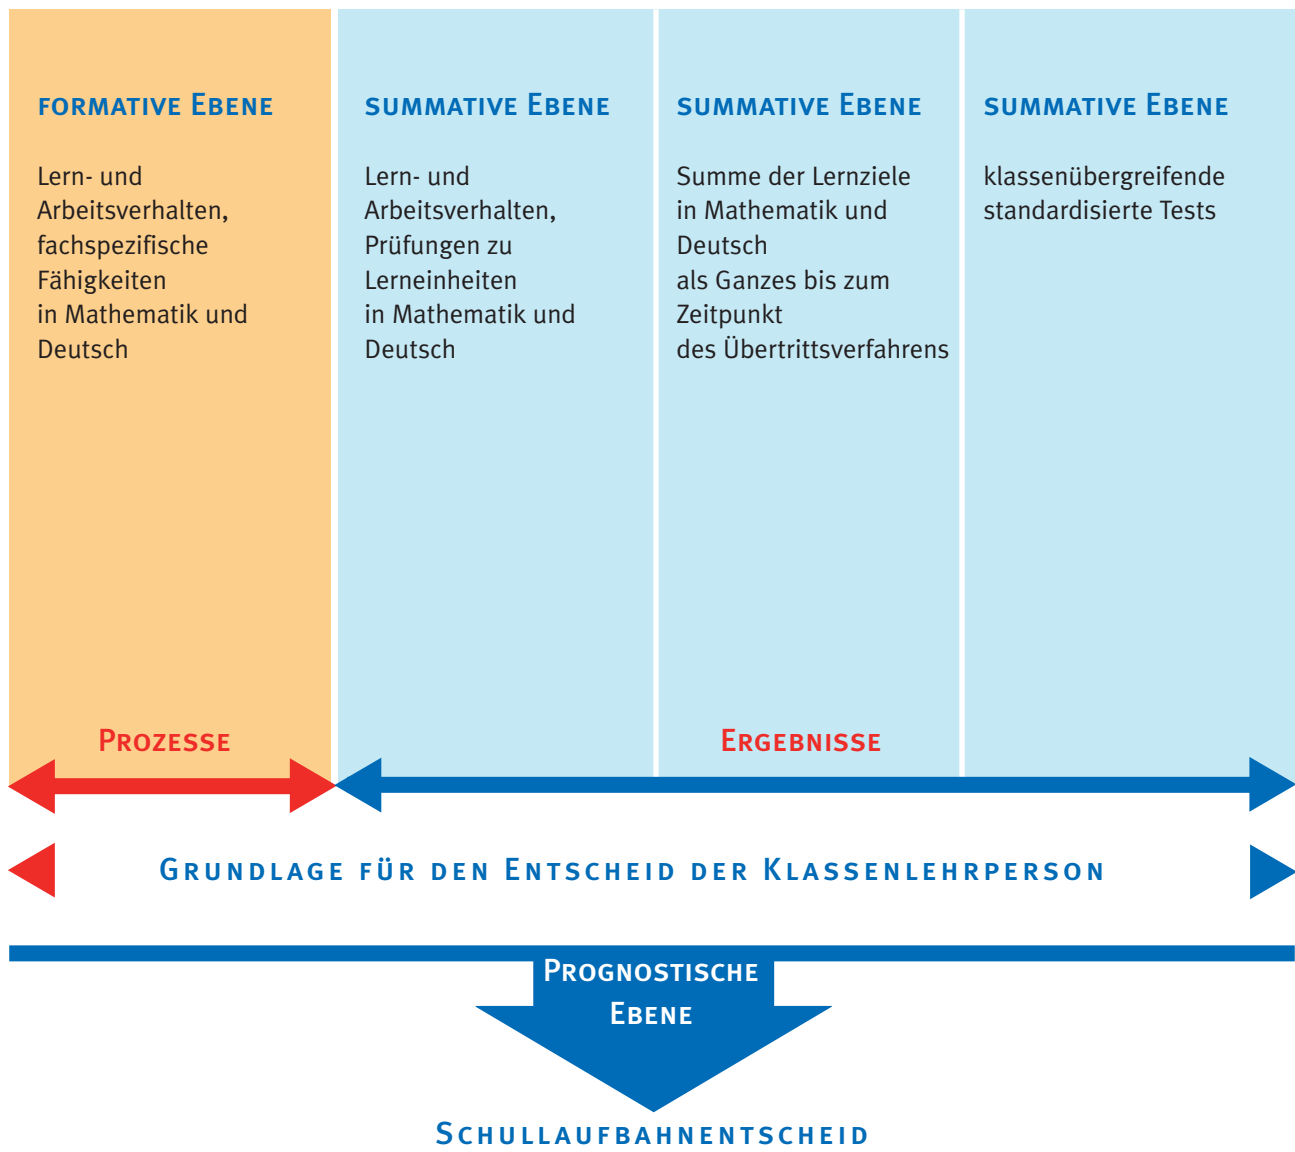 FORMATIVE EBENE
Lern- und
Arbeitsverhalten,
fachspezifische
Fähigkeiten
in Mathematik und
Deutsch
SUMMATIVE EBENE
Lern- und
Arbeitsverhalten,
Prüfungen zu
Lerneinheiten
in Mathematik und
Deutsch
SUMMATIVE EBENE
Summe der Lernziele
in Mathematik und
Deutsch
als Ganzes bis zum
Zeitpunkt
des Übertrittsverfahrens
SUMMATIVE EBENE
klassenübergreifende
standardisierte Tests
PROZESSE
ERGEBNISSE
GRUNDLAGE FÜR DEN ENTSCHEID DER KLASSENLEHRPERSON
PROGNOSTISCHE
EBENE
SCHULLAUFBAHNENTSCHEID